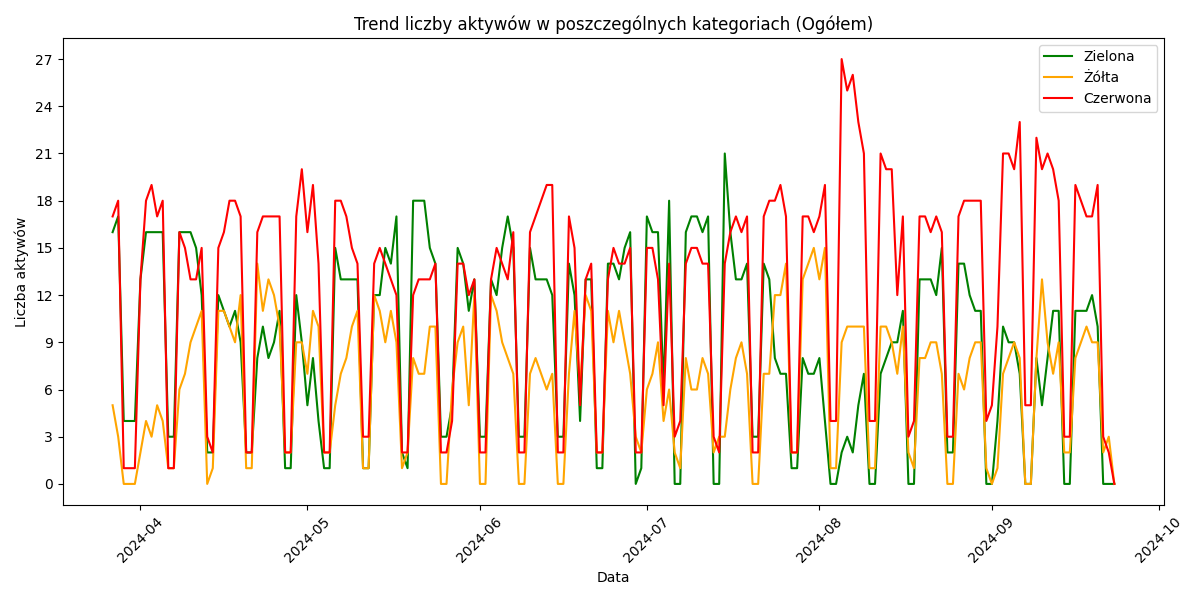 Trend liczby aktywów w poszczególnych kategoriach (Ogółem)
Zielona
Żółta
Czerwona
Liczba aktywów
27
24
21
18
15
12
9
6
3
0
2024-04
2024-05
2024-06
2024-07
2024-08
2024-09
2024-10
Data